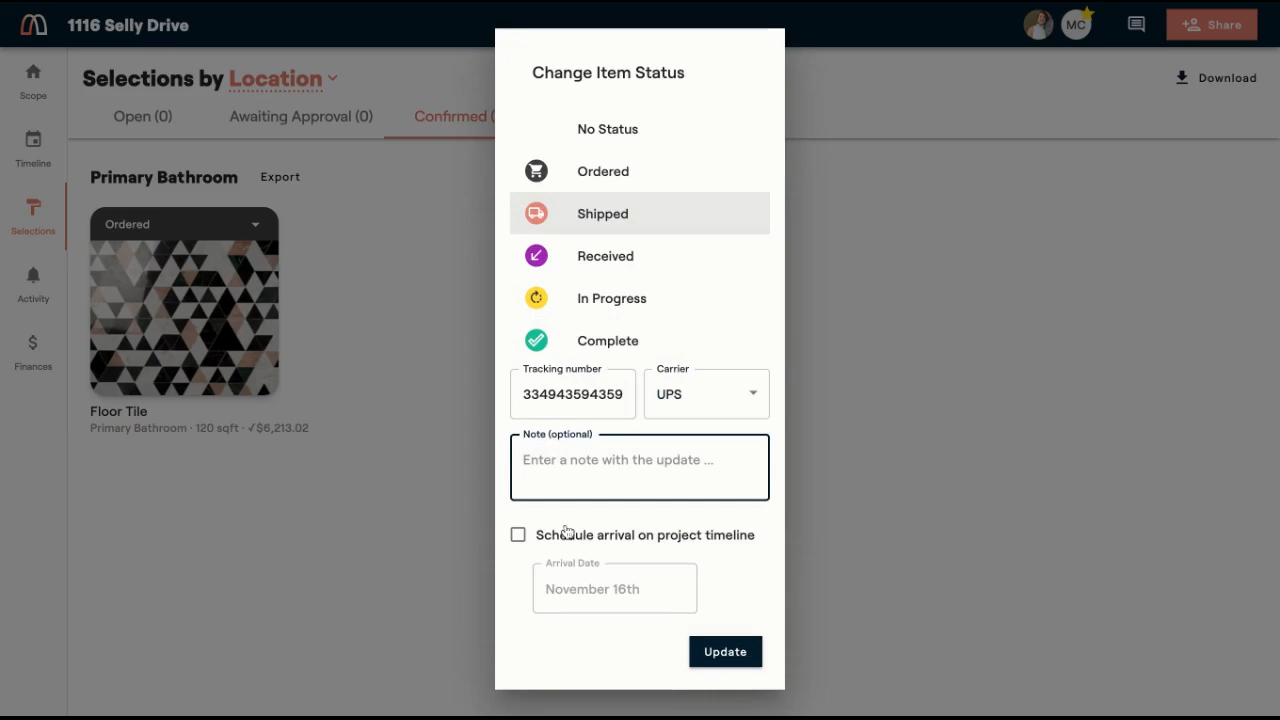 1116 Selly Drive
MC
Share
Scope
Timeline
Selections
Activity
Finances
Selections by Location
Download
Open (0)
Awaiting Approval (0)
Confirmed (
Primary Bathroom
Export
Ordered
Floor Tile
Primary Bathroom · 120 sqft · ✓$6,213.02
Change Item Status
No Status
Ordered
Shipped
Received
In Progress
Complete
Tracking number
334943594359
Carrier
UPS
Note (optional)
Enter a note with the update ...
Schedule arrival on project timeline
Arrival Date
November 16th
Update